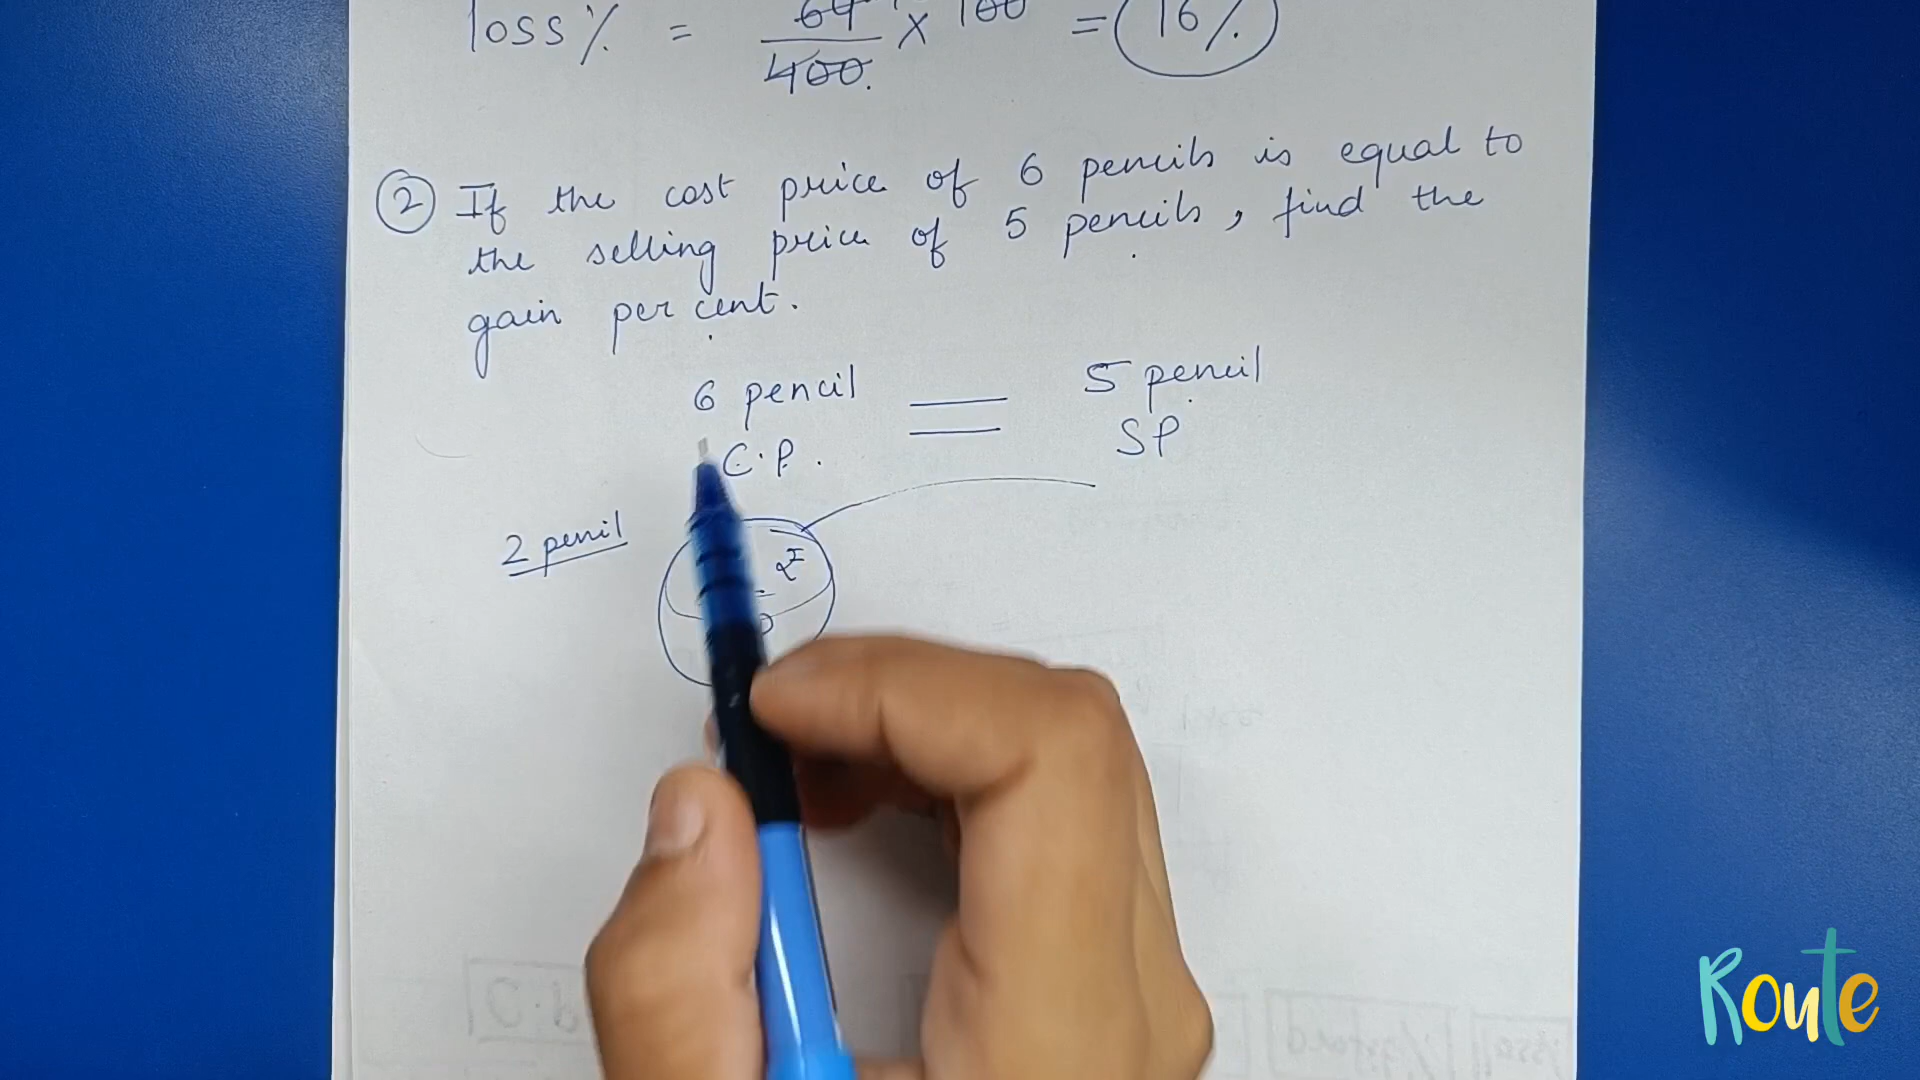 loss % = 64/400 × 100 = 16%
② If the cost price of 6 pencils is equal to
the selling price of 5 pencils, find the
gain per cent.
6 pencil = 5 pencil
C.P. SP
2 pencil
Route